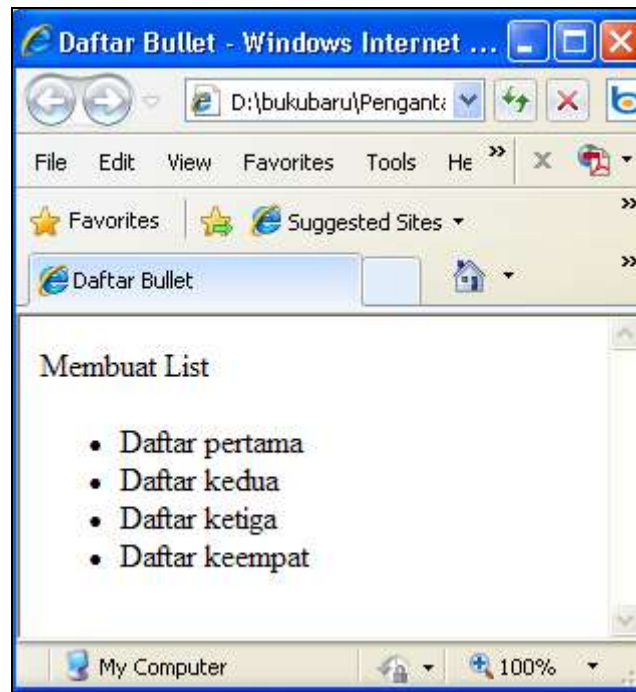 Daftar Bullet - Windows Internet ...
D:\bukubaru\Pengant
File Edit View Favorites Tools He »
Favorites Suggested Sites »
Daftar Bullet »
Membuat List
• Daftar pertama
• Daftar kedua
• Daftar ketiga
• Daftar keempat
My Computer 100%